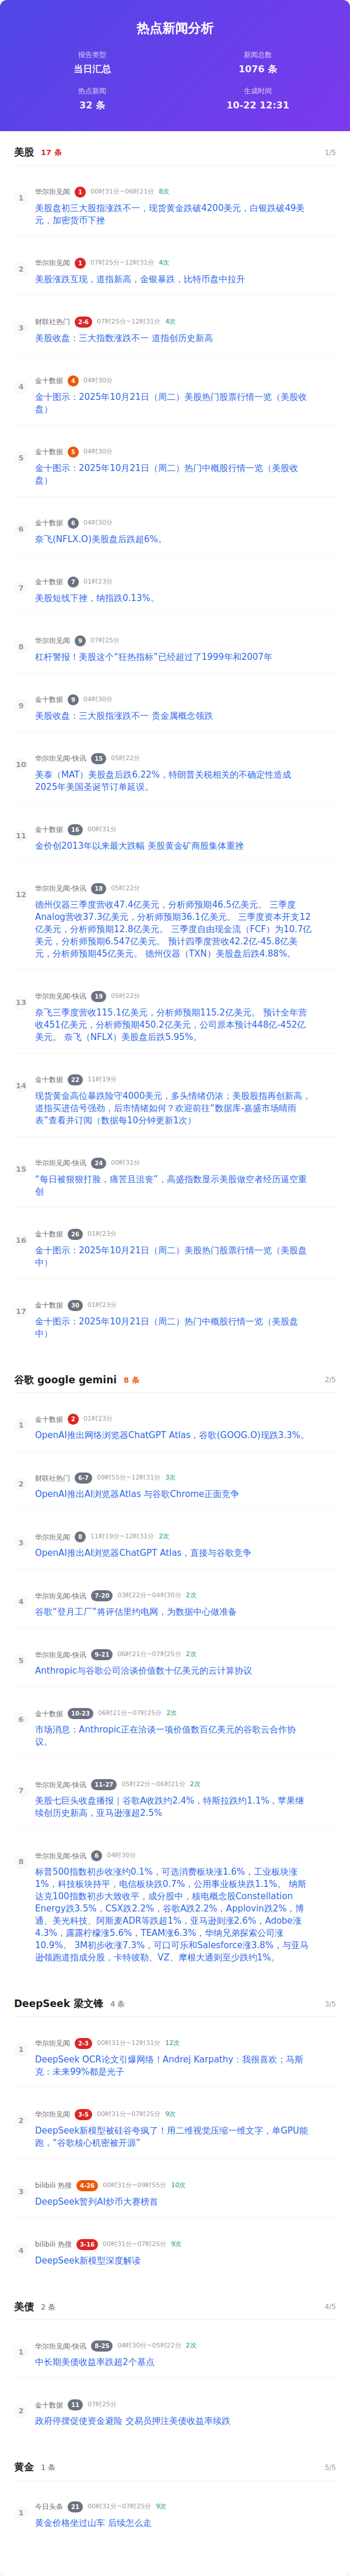 热点新闻分析
报告类型
新闻总数
当日汇总
1076 条
热点新闻
生成时间
32 条
10-22 12:31
美股 17 条 1/5
1
华尔街见闻 1 00时31分~06时21分 8次
美股盘初三大股指涨跌不一，现货黄金跌破4200美元，白银跌破49美
元，加密货币下挫
2
华尔街见闻 1 07时25分~12时31分 4次
美股涨跌互现，道指新高，金银暴跌，比特币盘中拉升
3
财联社热门 2-6 07时25分~12时31分 4次
美股收盘：三大指数涨跌不一 道指创历史新高
4
金十数据 4 04时30分
金十图示：2025年10月21日（周二）美股热门股票行情一览（美股收
盘）
5
金十数据 5 04时30分
金十图示：2025年10月21日（周二）热门中概股行情一览（美股收
盘）
6
金十数据 6 04时30分
奈飞(NFLX.O)美股盘后跌超6%。
7
金十数据 7 01时23分
美股短线下挫，纳指跌0.13%。
8
华尔街见闻 9 07时25分
杠杆警报！美股这个“狂热指标”已经超过了1999年和2007年
9
金十数据 9 04时30分
美股收盘：三大股指涨跌不一 贵金属概念领跌
10
华尔街见闻-快讯 15 05时22分
美泰（MAT）美股盘后跌6.22%，特朗普关税相关的不确定性造成
2025年美国圣诞节订单延误。
11
金十数据 16 00时31分
金价创2013年以来最大跌幅 美股黄金矿商股集体重挫
12
华尔街见闻-快讯 18 05时22分
德州仪器三季度营收47.4亿美元，分析师预期46.5亿美元。 三季度
Analog营收37.3亿美元，分析师预期36.1亿美元。 三季度资本开支12
亿美元，分析师预期12.8亿美元。 三季度自由现金流（FCF）为10.7亿
美元，分析师预期6.547亿美元。 预计四季度营收42.2亿-45.8亿美
元，分析师预期45亿美元。 德州仪器（TXN）美股盘后跌4.88%。
13
华尔街见闻-快讯 19 05时22分
奈飞三季度营收115.1亿美元，分析师预期115.2亿美元。 预计全年营
收451亿美元，分析师预期450.2亿美元，公司原本预计448亿-452亿
美元。 奈飞（NFLX）美股盘后跌5.95%。
14
金十数据 22 11时19分
现货黄金高位暴跌险守4000美元，多头情绪仍浓；美股股指再创新高，
道指买进信号强劲，后市情绪如何？欢迎前往“数据库-嘉盛市场晴雨
表”查看并订阅（数据每10分钟更新1次）
15
华尔街见闻-快讯 24 00时31分
“每日被狠狠打脸，痛苦且沮丧”，高盛指数显示美股做空者经历逼空重
创
16
金十数据 26 01时23分
金十图示：2025年10月21日（周二）美股热门股票行情一览（美股盘
中）
17
金十数据 30 01时23分
金十图示：2025年10月21日（周二）热门中概股行情一览（美股盘
中）
谷歌 google gemini 8 条 2/5
1
金十数据 2 01时23分
OpenAI推出网络浏览器ChatGPT Atlas，谷歌(GOOG.O)现跌3.3%。
2
财联社热门 6-7 09时55分~12时31分 3次
OpenAI推出AI浏览器Atlas 与谷歌Chrome正面竞争
3
华尔街见闻 8 11时19分~12时31分 2次
OpenAI推出AI浏览器ChatGPT Atlas，直接与谷歌竞争
4
华尔街见闻-快讯 7-20 03时22分~04时30分 2次
谷歌“登月工厂”将评估里约电网，为数据中心做准备
5
华尔街见闻-快讯 9-21 06时21分~07时25分 2次
Anthropic与谷歌公司洽谈价值数十亿美元的云计算协议
6
金十数据 10-23 06时21分~07时25分 2次
市场消息：Anthropic正在洽谈一项价值数百亿美元的谷歌云合作协
议。
7
华尔街见闻-快讯 11-27 05时22分~06时21分 2次
美股七巨头收盘播报｜谷歌A收跌约2.4%，特斯拉跌约1.1%，苹果继
续创历史新高，亚马逊涨超2.5%
8
华尔街见闻-快讯 6 04时30分
标普500指数初步收涨约0.1%，可选消费板块涨1.6%，工业板块涨
1%，科技板块持平，电信板块跌0.7%，公用事业板块跌1.1%。 纳斯
达克100指数初步大致收平，成分股中，核电概念股Constellation
Energy跌3.5%，CSX跌2.2%，谷歌A跌2.2%，Applovin跌2%，博
通、美光科技、阿斯麦ADR等跌超1%，亚马逊则涨2.6%，Adobe涨
4.3%，露露柠檬涨5.6%，TEAM涨6.3%，华纳兄弟探索公司涨
10.9%。 3M初步收涨7.3%，可口可乐和Salesforce涨3.8%，与亚马
逊领跑道指成分股，卡特彼勒、VZ、摩根大通则至少跌约1%。
DeepSeek 梁文锋 4 条 3/5
1
华尔街见闻 2-3 00时31分~12时31分 12次
DeepSeek OCR论文引爆网络！Andrej Karpathy：我很喜欢；马斯
克：未来99%都是光子
2
华尔街见闻 3-5 00时31分~07时25分 9次
DeepSeek新模型被硅谷夸疯了！用二维视觉压缩一维文字，单GPU能
跑，“谷歌核心机密被开源”
3
bilibili 热搜 4-26 00时31分~09时55分 10次
DeepSeek暂列AI炒币大赛榜首
4
bilibili 热搜 3-16 00时31分~07时25分 9次
DeepSeek新模型深度解读
美债 2 条 4/5
1
华尔街见闻-快讯 8-25 04时30分~05时22分 2次
中长期美债收益率跌超2个基点
2
金十数据 11 07时25分
政府停摆促使资金避险 交易员押注美债收益率续跌
黄金 1 条 5/5
1
今日头条 21 00时31分~07时25分 9次
黄金价格坐过山车 后续怎么走